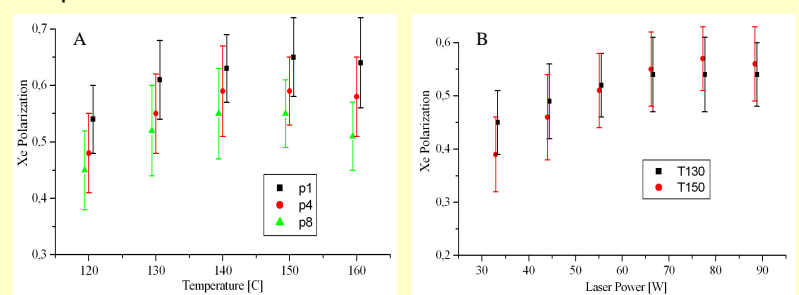 A
Xe Polarization
0,7
0,6
0,5
0,4
0,3
120 130 140 150 160
Temperature [C]
p1
p4
p8
B
Xe Polarization
0,6
0,5
0,4
0,3
0,2
30 40 50 60 70 80 90
Laser Power [W]
T130
T150